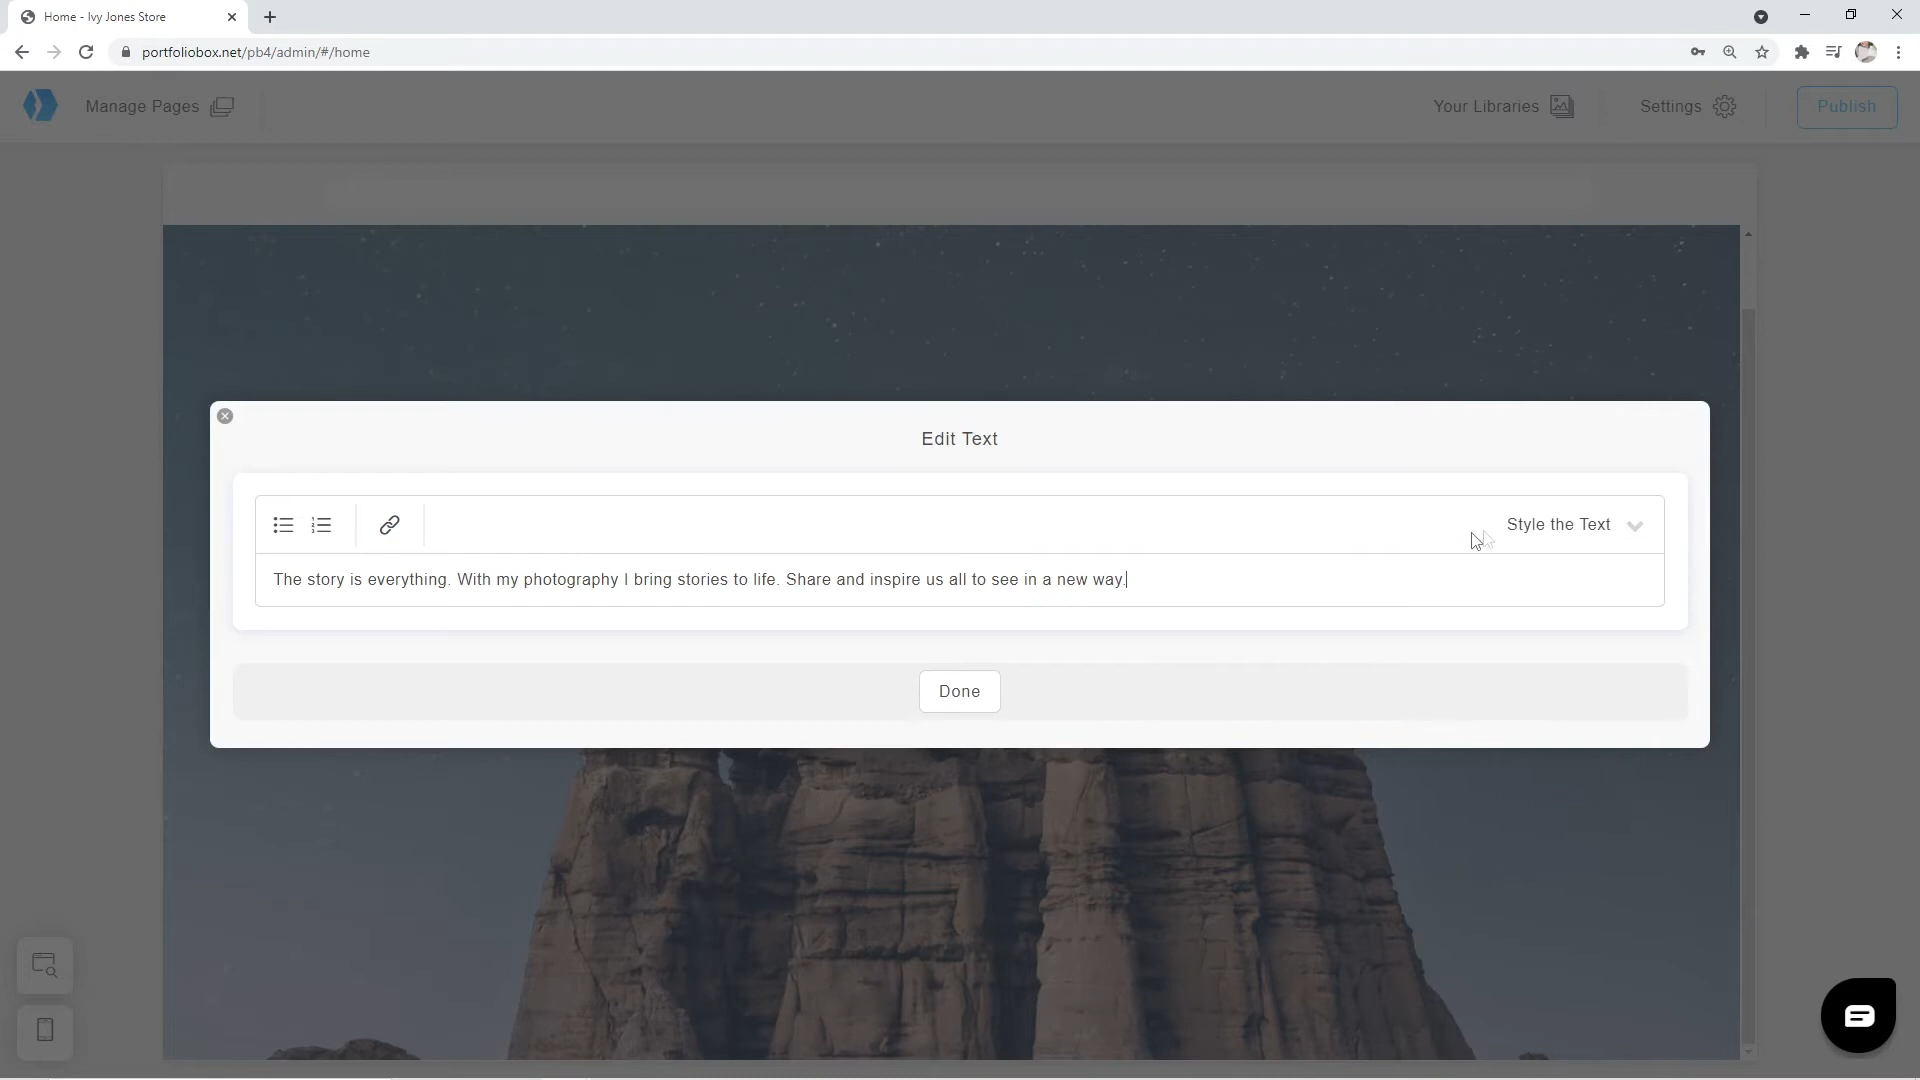 Home - Ivy Jones Store
portfoliobox.net/pb4/admin/#/home
Manage Pages
Your Libraries
Settings
Publish
Edit Text
Style the Text
The story is everything. With my photography I bring stories to life. Share and inspire us all to see in a new way.
Done